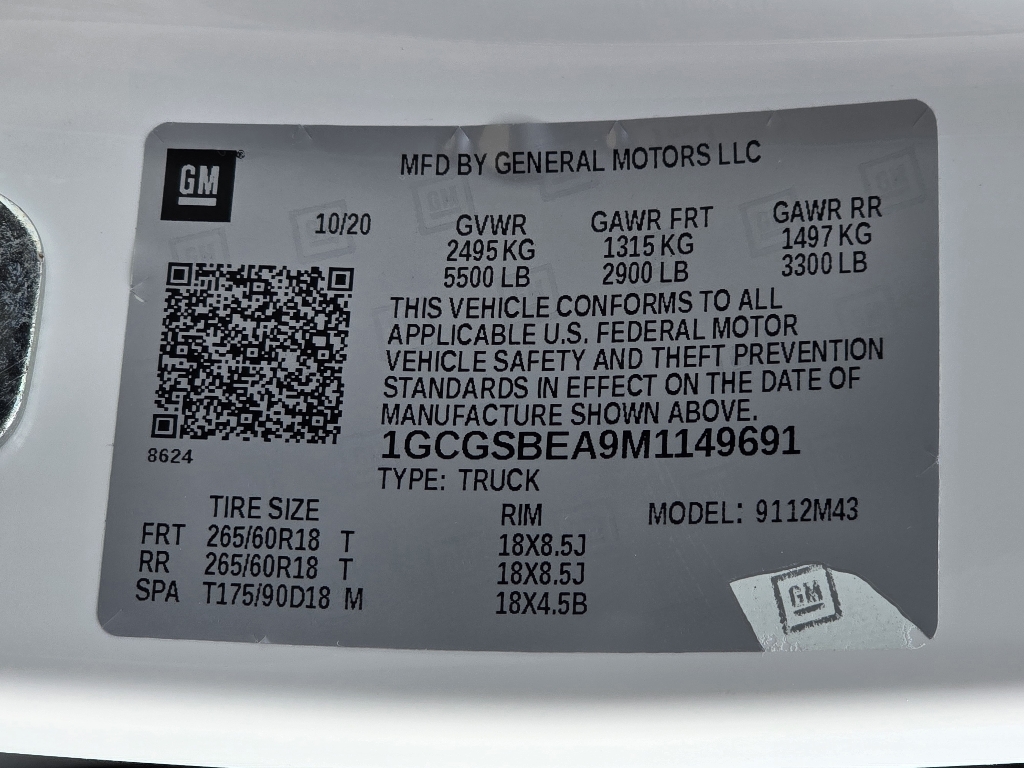 GM
MFD BY GENERAL MOTORS LLC
10/20 GVWR GAWR FRT GAWR RR
2495 KG 1315 KG 1497 KG
5500 LB 2900 LB 3300 LB
THIS VEHICLE CONFORMS TO ALL
APPLICABLE U.S. FEDERAL MOTOR
VEHICLE SAFETY AND THEFT PREVENTION
STANDARDS IN EFFECT ON THE DATE OF
MANUFACTURE SHOWN ABOVE.
1GCGSBEA9M1149691
8624
TYPE: TRUCK
TIRE SIZE RIM MODEL: 9112M43
FRT 265/60R18 T 18X8.5J
RR 265/60R18 T 18X8.5J
SPA T175/90D18 M 18X4.5B
GM